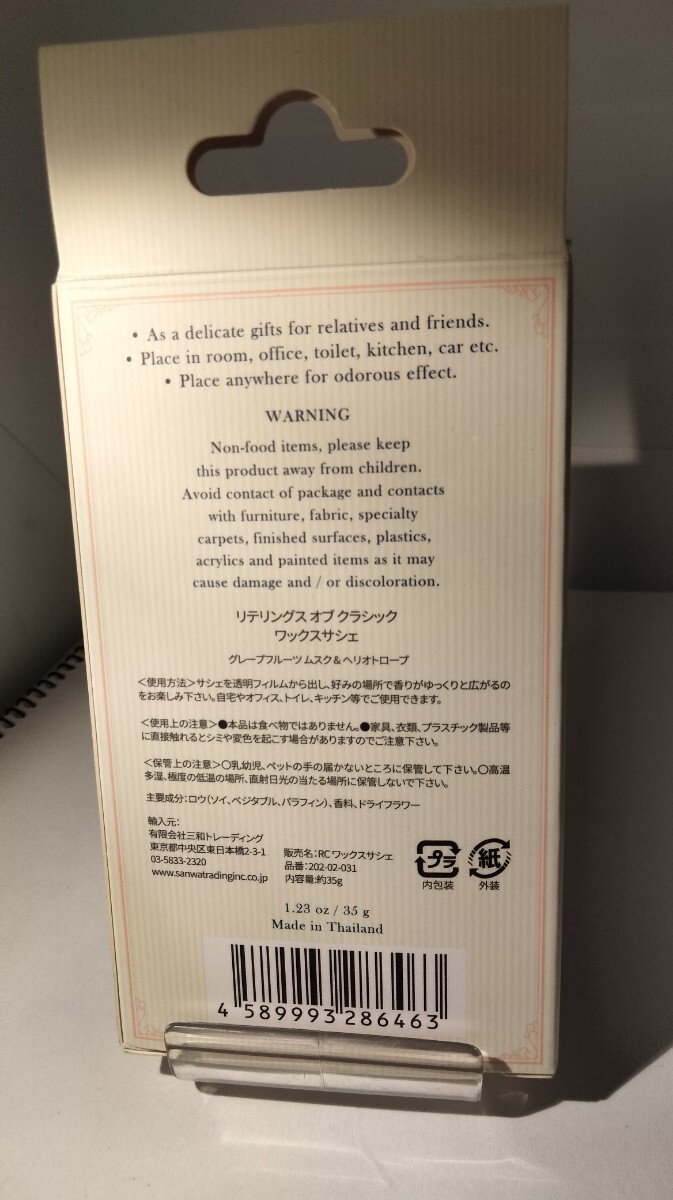 • As a delicate gifts for relatives and friends.
• Place in room, office, toilet, kitchen, car etc.
• Place anywhere for odorous effect.
WARNING
Non-food items, please keep
this product away from children.
Avoid contact of package and contacts
with furniture, fabric, specialty
carpets, finished surfaces, plastics,
acrylics and painted items as it may
cause damage and / or discoloration.
リテリングス オブ クラシック
ワックスサシェ
グレープフルーツ ムスク & ヘリオトロープ
<使用方法>サシェを透明フィルムから出し、好みの場所で香りがゆっくりと広がるの
をお楽しみ下さい。自宅やオフィス、トイレ、キッチン等でご使用できます。
<使用上の注意>●本品は食べ物ではありません。●家具、衣類、プラスチック製品等
に直接触れるとシミや変色を起こす場合がありますのでご注意下さい。
<保管上の注意>〇乳幼児、ペットの手の届かないところに保管して下さい。〇高温
多湿、極度の低温の場所、直射日光の当たる場所に保管しないで下さい。
主要成分:ロウ(ソイ、ベジタブル、パラフィン)、香料、ドライフラワー
輸入元:
有限会社三和トレーディング
東京都中央区東日本橋2-3-1
03-5833-2320
www.sanwatradinginc.co.jp
販売名:RC ワックスサシェ
品番:202-02-031
内容量:約35g
プラ
内包装
紙
外装
1.23 oz / 35 g
Made in Thailand
4 589993 286463